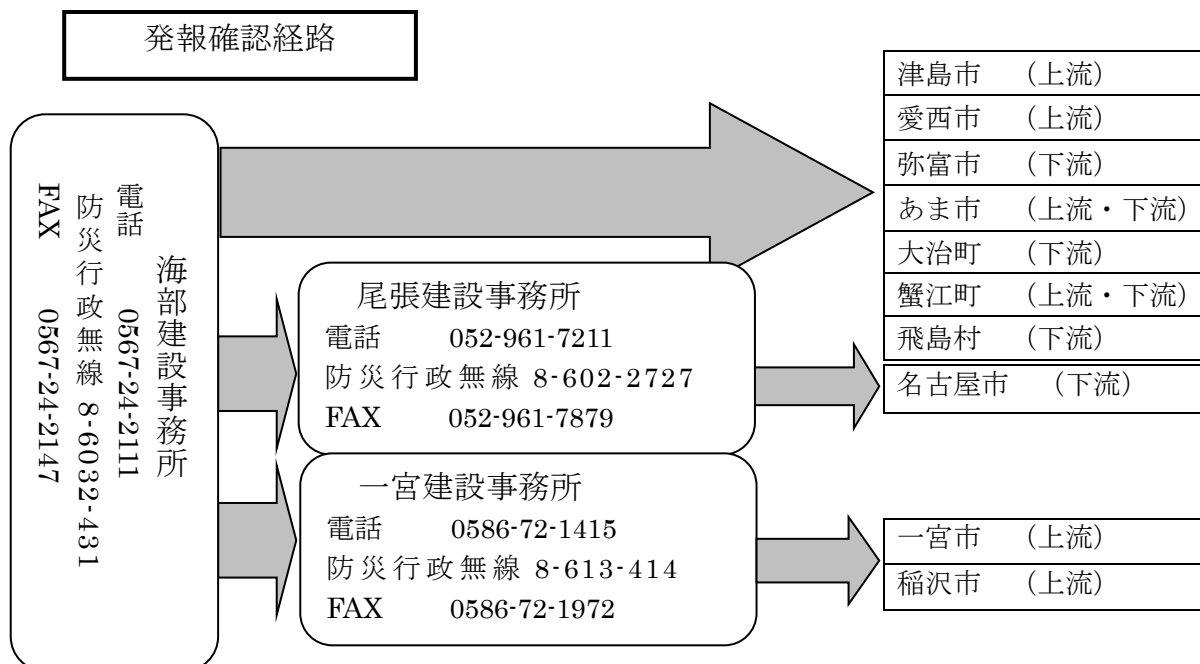 発報確認経路
海部建設事務所
電話 0567-24-2111
防災行政無線 8-6032-431
FAX 0567-24-2147
尾張建設事務所
電話 052-961-7211
防災行政無線 8-602-2727
FAX 052-961-7879
一宮建設事務所
電話 0586-72-1415
防災行政無線 8-613-414
FAX 0586-72-1972
津島市 （上流）
愛西市 （上流）
弥富市 （下流）
あま市 （上流・下流）
大治町 （下流）
蟹江町 （上流・下流）
飛島村 （下流）
名古屋市 （下流）
一宮市 （上流）
稲沢市 （上流）